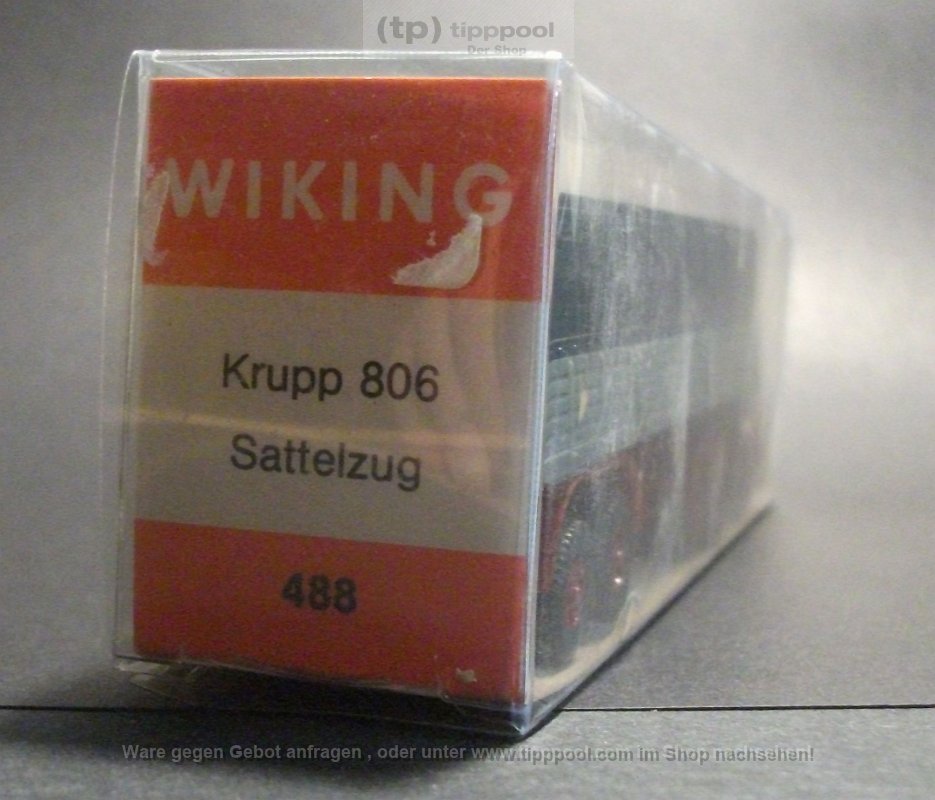 (tp) tipppool
Der Shop
WIKING
Krupp 806
Sattelzug
488
Ware gegen Gebot anfragen , oder unter www.tipppool.com im Shop nachsehen!